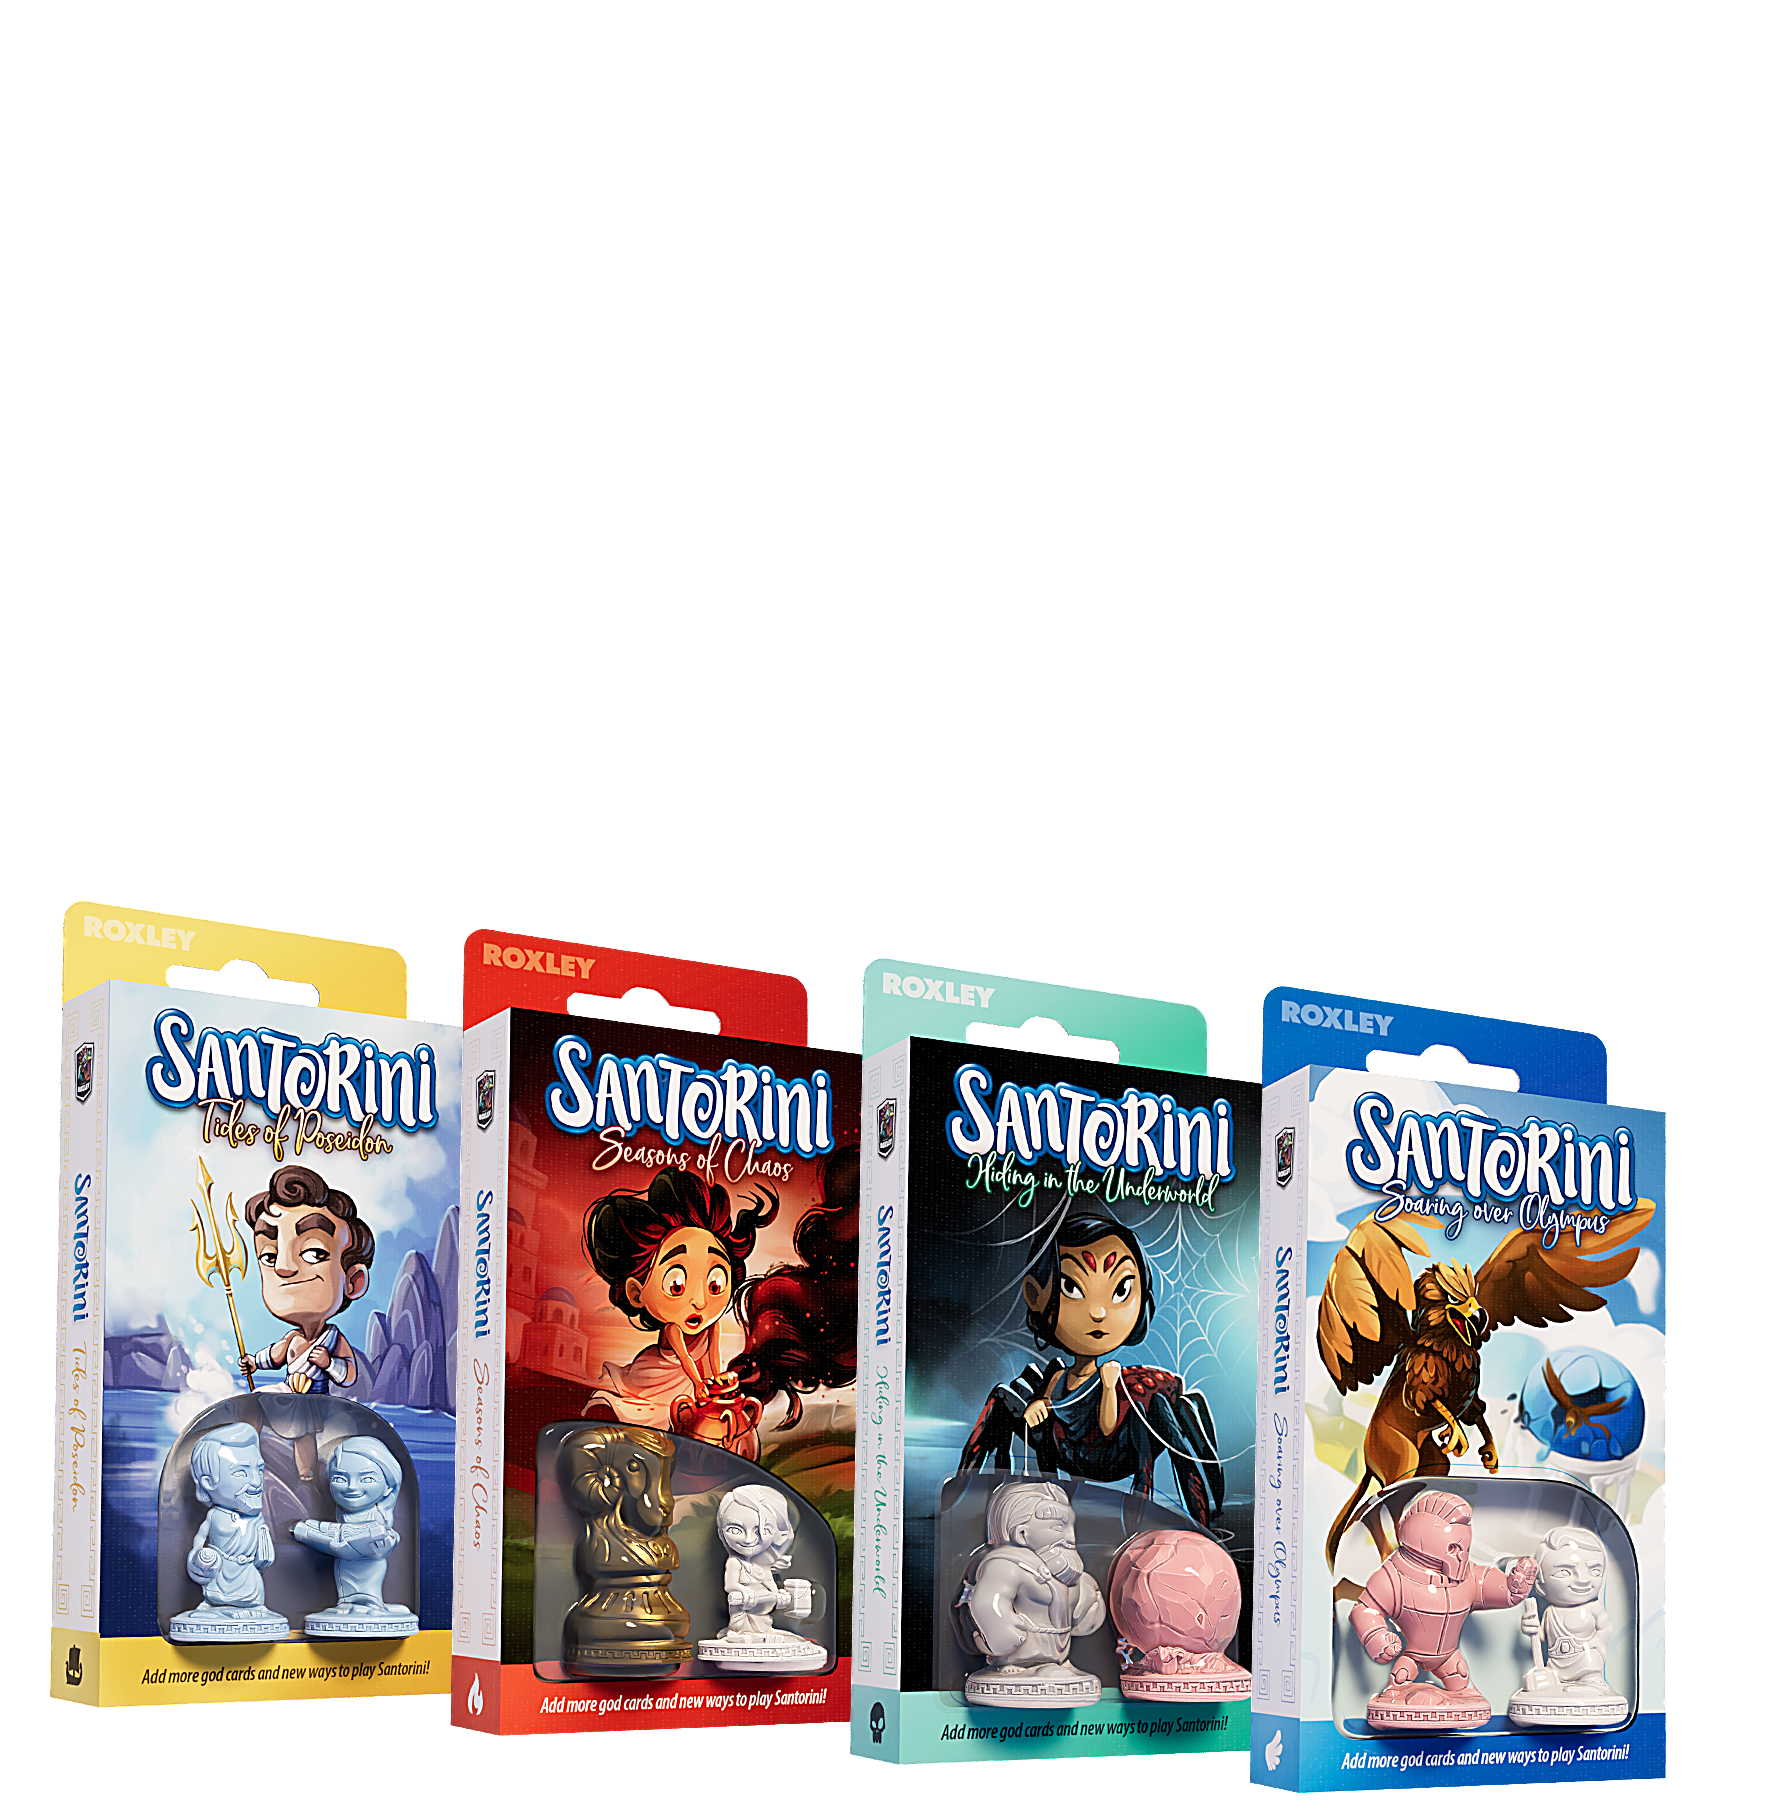 ROXLEY
SANTORINI
Tides of Poseidon
ROXLEY
SANTORINI
Tides of Poseidon
Add more god cards and new ways to play Santorini!
ROXLEY
SANTORINI
Seasons of Chaos
SANTORINI
Seasons of Chaos
Add more god cards and new ways to play Santorini!
ROXLEY
SANTORINI
Hiding in the Underworld
SANTORINI
Hiding in the Underworld
Add more god cards and new ways to play Santorini!
ROXLEY
SANTORINI
Soaring over Olympus
SANTORINI
Soaring over Olympus
Add more god cards and new ways to play Santorini!